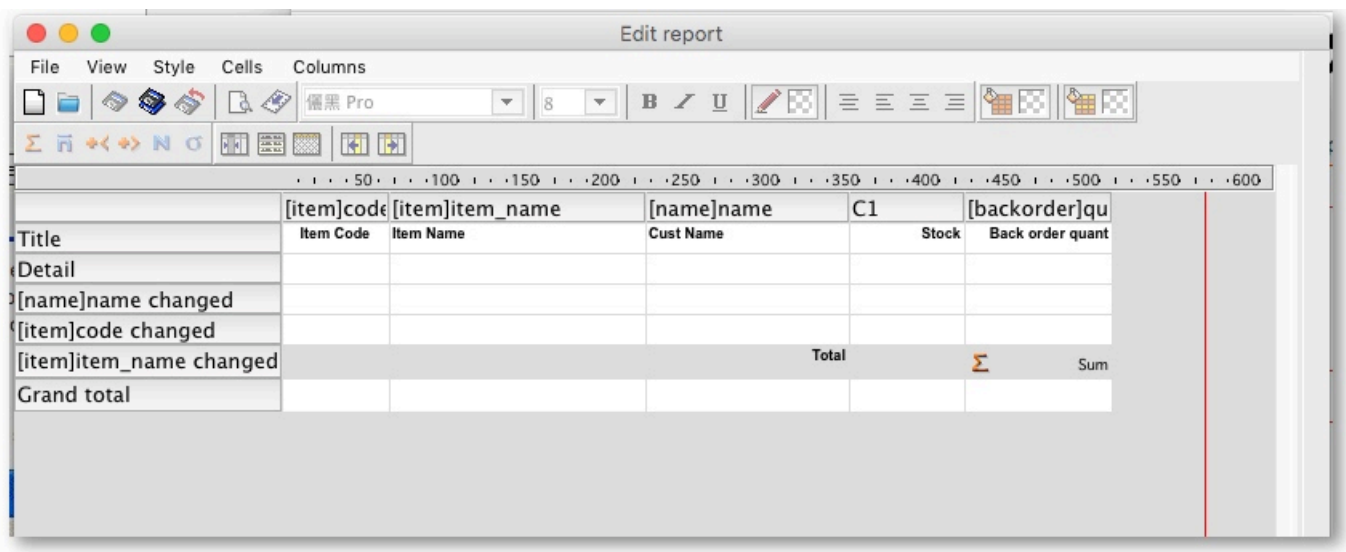 Edit report
File View Style Cells Columns
儷黑 Pro 8 B I U
Σ n N σ
50 100 150 200 250 300 350 400 450 500 550 600
[item]code [item]item_name [name]name C1 [backorder]qu
Title Item Code Item Name Cust Name Stock Back order quant
Detail
[name]name changed
[item]code changed
[item]item_name changed Total Σ Sum
Grand total